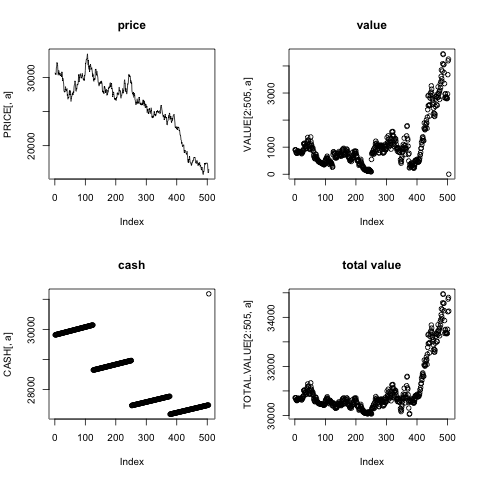 price
PRICE[, a]
30000
20000
0 100 200 300 400 500
Index
value
VALUE[2:505, a]
3000
1000
0
0 100 200 300 400 500
Index
cash
CASH[, a]
30000
28000
0 100 200 300 400 500
Index
total value
TOTAL.VALUE[2:505, a]
34000
32000
30000
0 100 200 300 400 500
Index